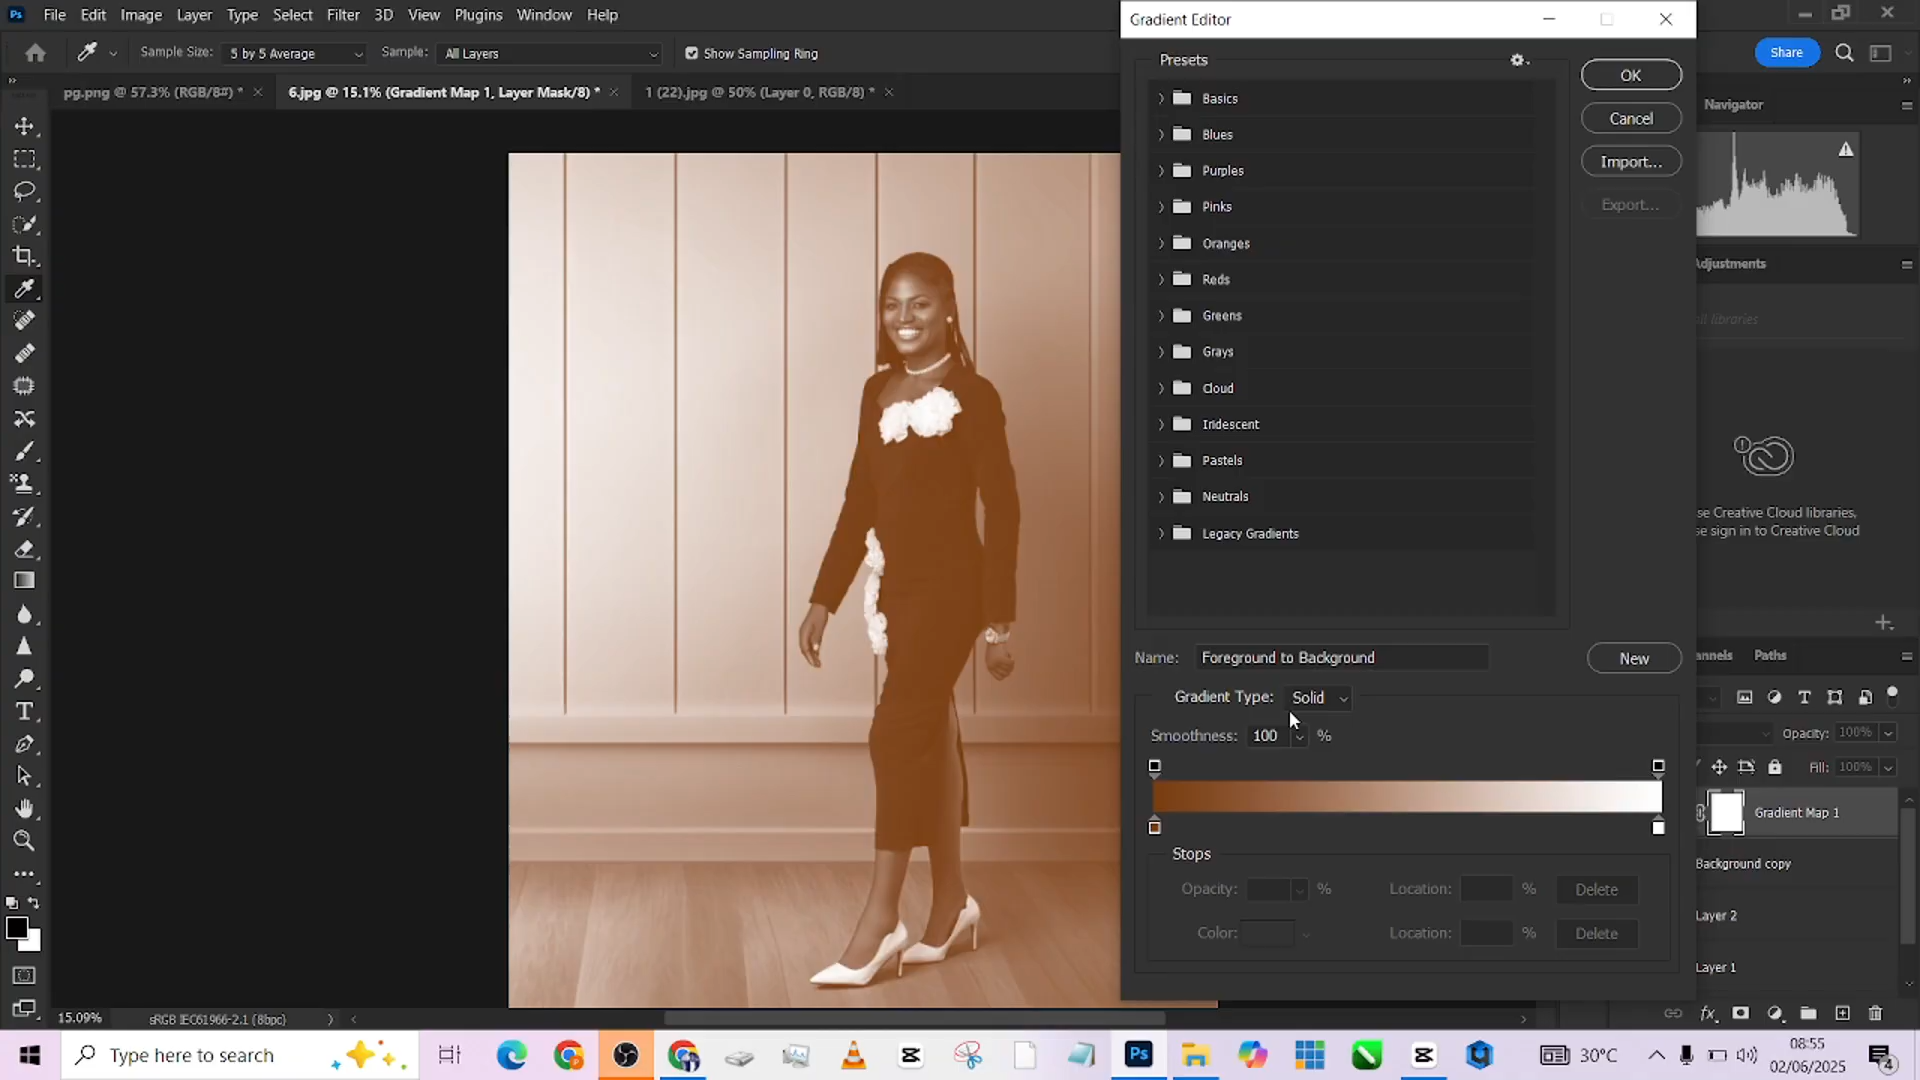 File Edit Image Layer Type Select Filter 3D View Plugins Window Help
Gradient Editor
Sample Size: 5 by 5 Average Sample: All Layers Show Sampling Ring
Share
pg.png @ 57.3% (RGB/8#) *
6.jpg @ 15.1% (Gradient Map 1, Layer Mask/8) *
1 (22).jpg @ 50% (Layer 0, RGB/8) *
Presets
Basics
Blues
Purples
Pinks
Oranges
Reds
Greens
Grays
Cloud
Iridescent
Pastels
Neutrals
Legacy Gradients
OK
Cancel
Import...
Export...
Name: Foreground to Background
New
Gradient Type: Solid
Smoothness: 100 %
Stops
Opacity: % Location: % Delete
Color: Location: % Delete
Navigator
Adjustments
all libraries
se Creative Cloud libraries,
se sign in to Creative Cloud
annels Paths
Opacity: 100%
Fill: 100%
Gradient Map 1
Background copy
Layer 2
Layer 1
15.09% sRGB IEC61966-2.1 (8bpc)
Type here to search
30°C
08:55
02/06/2025
4